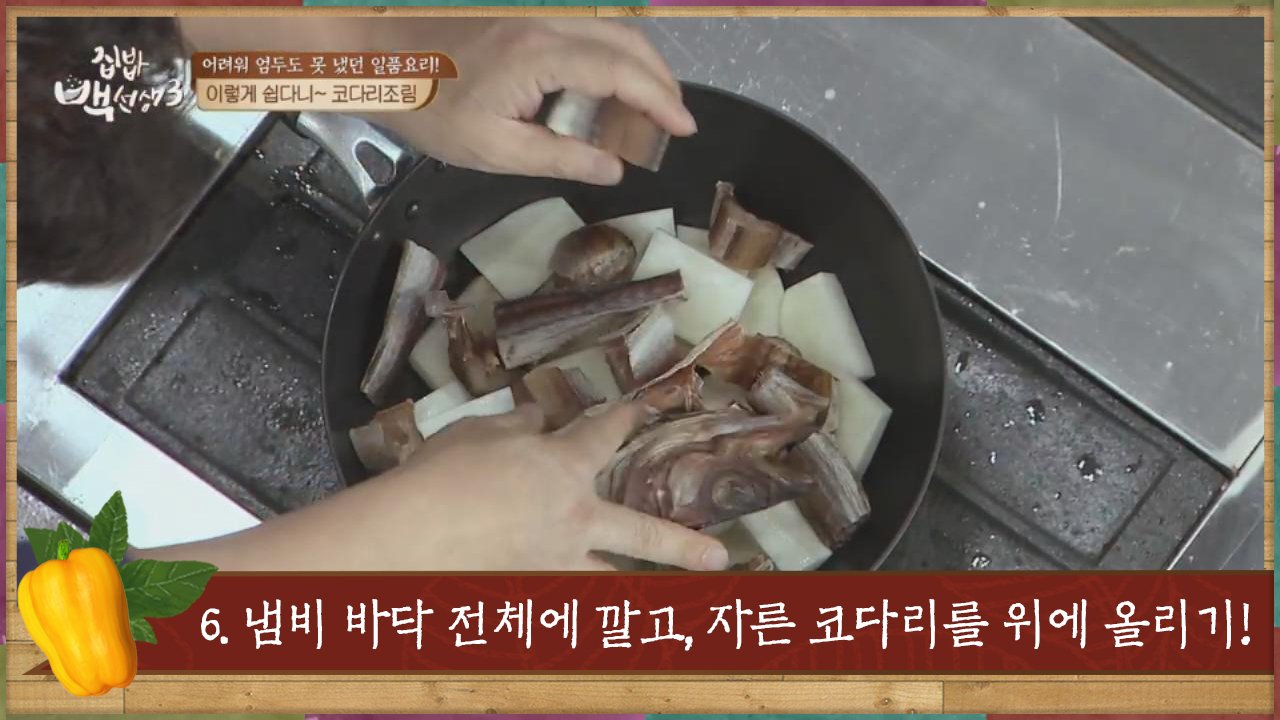 집밥
백선생3
어려워 엄두도 못 냈던 일품요리!
이렇게 쉽다니~ 코다리조림
6. 냄비 바닥 전체에 깔고, 자른 코다리를 위에 올리기!